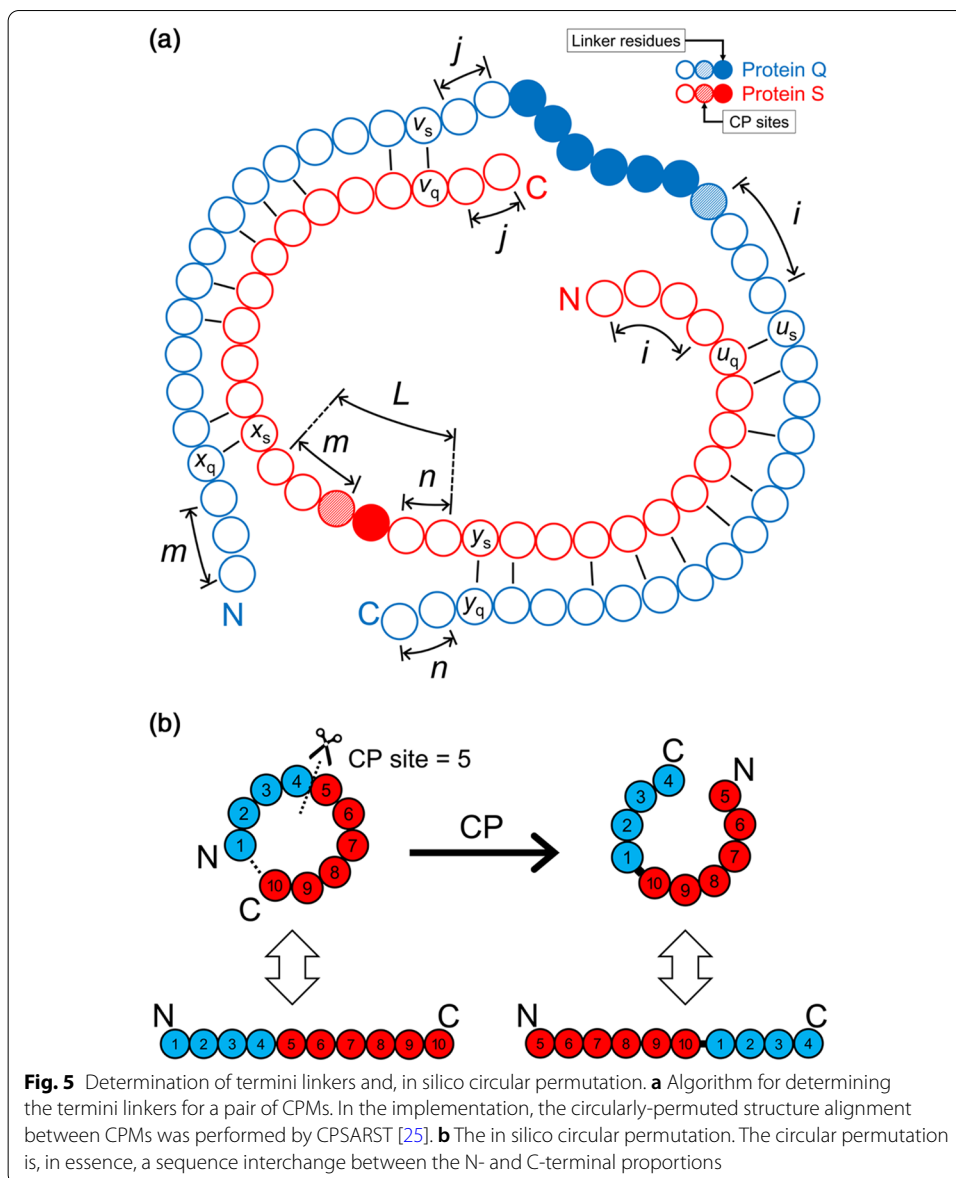 (a)
Linker residues
Protein Q
Protein S
CP sites
j
v_s
v_q
C
j
i
N
i
u_s
u_q
L
m
n
x_s
x_q
m
N
y_s
y_q
C
n
(b)
CP site = 5
1 2 3 4 5 6 7 8 9 10
N
C
CP
C
N
5 6 7 8 9 10 1 2 3 4
N C
1 2 3 4 5 6 7 8 9 10
N C
5 6 7 8 9 10 1 2 3 4
Fig. 5 Determination of termini linkers and, in silico circular permutation. a Algorithm for determining
the termini linkers for a pair of CPMs. In the implementation, the circularly-permuted structure alignment
between CPMs was performed by CPSARST [25]. b The in silico circular permutation. The circular permutation
is, in essence, a sequence interchange between the N- and C-terminal proportions